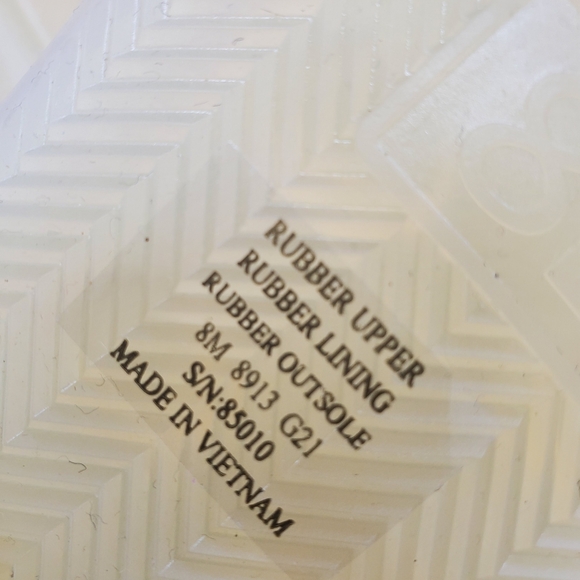 RUBBER UPPER
RUBBER LINING
RUBBER OUTSOLE
8M 8913 G21
S/N:85010
MADE IN VIETNAM